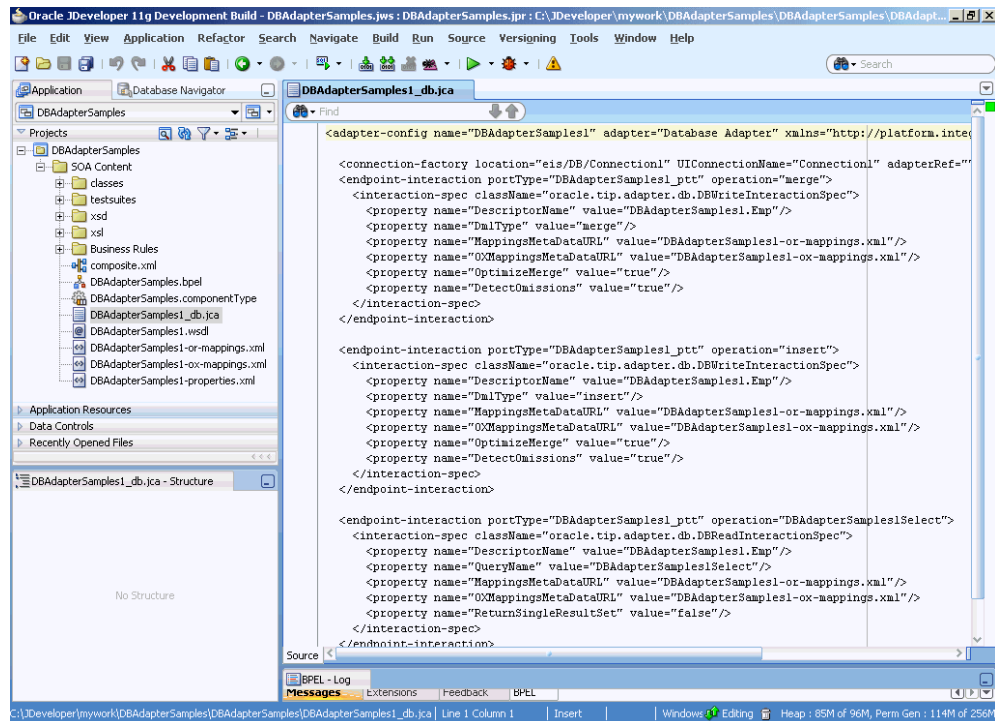 Oracle JDeveloper 11g Development Build - DBAdapterSamples.jws : DBAdapterSamples.jpr : C:\JDeveloper\mywork\DBAdapterSamples\DBAdapterSamples\DBAdapt...
File Edit View Application Refactor Search Navigate Build Run Source Versioning Tools Window Help
Search
Application
Database Navigator
DBAdapterSamples
Projects
DBAdapterSamples
SOA Content
classes
testsuites
xsd
xsl
Business Rules
composite.xml
DBAdapterSamples.bpel
DBAdapterSamples.componentType
DBAdapterSamples1_db.jca
DBAdapterSamples1.wsdl
DBAdapterSamples1-or-mappings.xml
DBAdapterSamples1-ox-mappings.xml
DBAdapterSamples1-properties.xml
Application Resources
Data Controls
Recently Opened Files
DBAdapterSamples1_db.jca - Structure
No Structure
DBAdapterSamples1_db.jca
Find
<adapter-config name="DBAdapterSamples1" adapter="Database Adapter" xmlns="http://platform.inte
<connection-factory location="eis/DB/Connection1" UIConnectionName="Connection1" adapterRef=""
<endpoint-interaction portType="DBAdapterSamples1_ptt" operation="merge">
<interaction-spec className="oracle.tip.adapter.db.DBWriteInteractionSpec">
<property name="DescriptorName" value="DBAdapterSamples1.Emp"/>
<property name="DmlType" value="merge"/>
<property name="MappingsMetaDataURL" value="DBAdapterSamples1-or-mappings.xml"/>
<property name="OXMappingsMetaDataURL" value="DBAdapterSamples1-ox-mappings.xml"/>
<property name="OptimizeMerge" value="true"/>
<property name="DetectOmissions" value="true"/>
</interaction-spec>
</endpoint-interaction>
<endpoint-interaction portType="DBAdapterSamples1_ptt" operation="insert">
<interaction-spec className="oracle.tip.adapter.db.DBWriteInteractionSpec">
<property name="DescriptorName" value="DBAdapterSamples1.Emp"/>
<property name="DmlType" value="insert"/>
<property name="MappingsMetaDataURL" value="DBAdapterSamples1-or-mappings.xml"/>
<property name="OXMappingsMetaDataURL" value="DBAdapterSamples1-ox-mappings.xml"/>
<property name="OptimizeMerge" value="true"/>
<property name="DetectOmissions" value="true"/>
</interaction-spec>
</endpoint-interaction>
<endpoint-interaction portType="DBAdapterSamples1_ptt" operation="DBAdapterSamples1Select">
<interaction-spec className="oracle.tip.adapter.db.DBReadInteractionSpec">
<property name="DescriptorName" value="DBAdapterSamples1.Emp"/>
<property name="QueryName" value="DBAdapterSamples1Select"/>
<property name="MappingsMetaDataURL" value="DBAdapterSamples1-or-mappings.xml"/>
<property name="OXMappingsMetaDataURL" value="DBAdapterSamples1-ox-mappings.xml"/>
<property name="ReturnSingleResultSet" value="false"/>
</interaction-spec>
</endpoint-interaction>
Source
BPEL - Log
Messages Extensions Feedback BPEL
C:\JDeveloper\mywork\DBAdapterSamples\DBAdapterSamples\DBAdapterSamples1_db.jca Line 1 Column 1 Insert Windows Editing Heap : 85M of 96M, Perm Gen : 114M of 256M